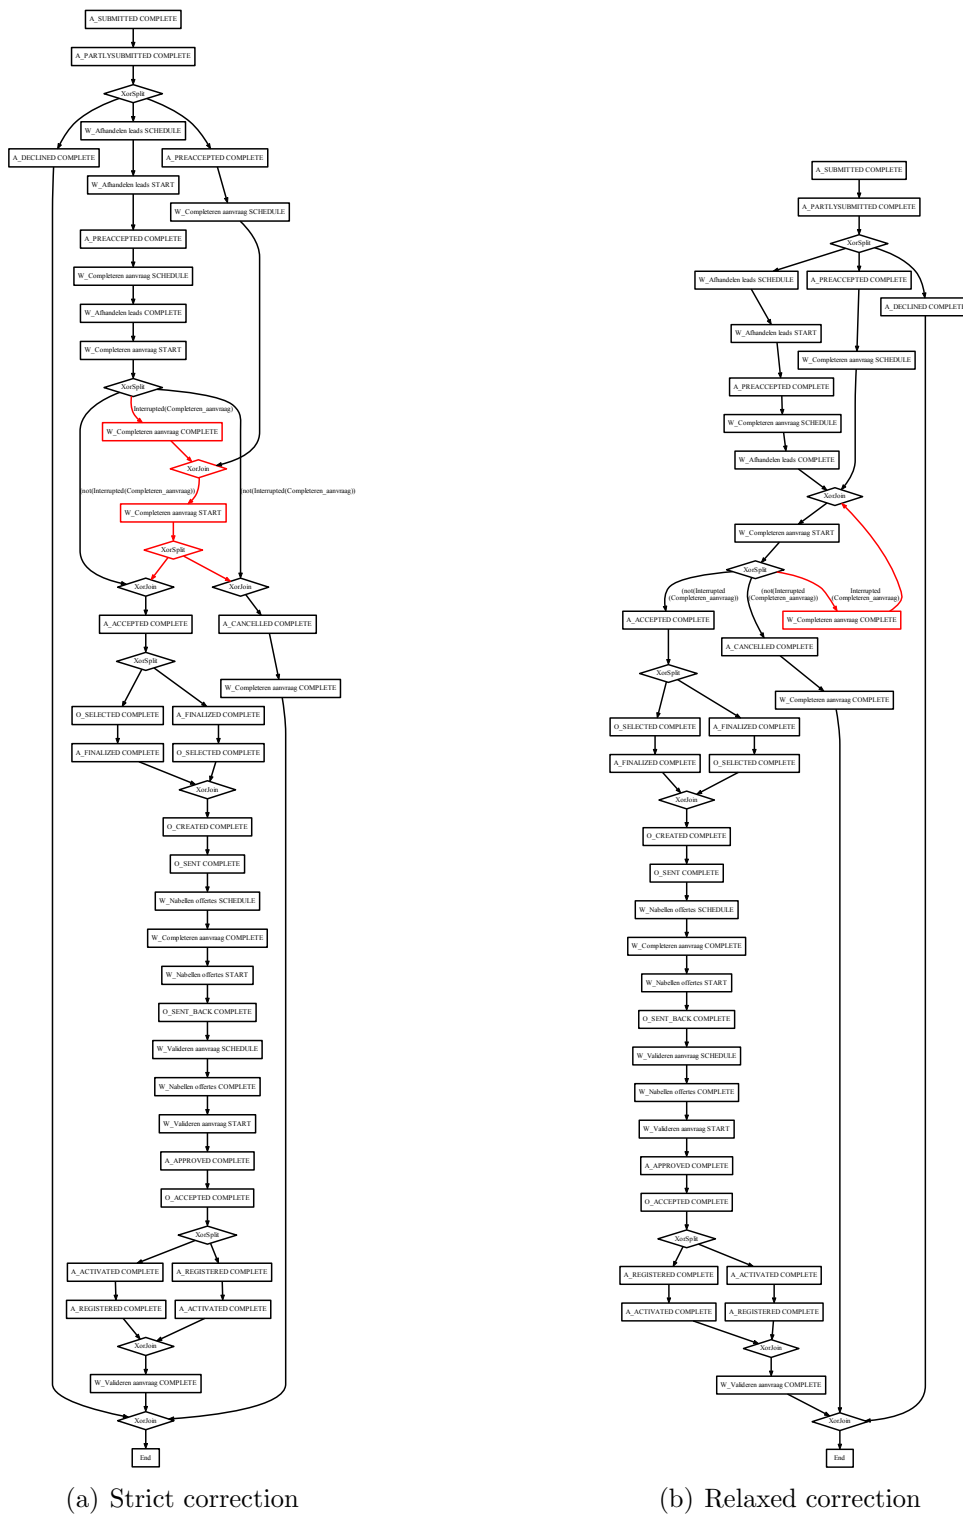 A_SUBMITTED COMPLETE
A_PARTLYSUBMITTED COMPLETE
XorSplit
W_Afhandelen leads SCHEDULE
A_DECLINED COMPLETE
A_PREACCEPTED COMPLETE
W_Afhandelen leads START
W_Completeren aanvraag SCHEDULE
A_PREACCEPTED COMPLETE
W_Completeren aanvraag SCHEDULE
W_Afhandelen leads COMPLETE
W_Completeren aanvraag START
XorSplit
Interrupted(Completeren_aanvraag)
W_Completeren aanvraag COMPLETE
XorJoin
(not(Interrupted(Completeren_aanvraag))
(not(Interrupted(Completeren_aanvraag))
W_Completeren aanvraag START
XorSplit
XorJoin
XorJoin
A_ACCEPTED COMPLETE
A_CANCELLED COMPLETE
XorSplit
W_Completeren aanvraag COMPLETE
O_SELECTED COMPLETE
A_FINALIZED COMPLETE
A_FINALIZED COMPLETE
O_SELECTED COMPLETE
XorJoin
O_CREATED COMPLETE
O_SENT COMPLETE
W_Nabellen offertes SCHEDULE
W_Completeren aanvraag COMPLETE
W_Nabellen offertes START
O_SENT_BACK COMPLETE
W_Valideren aanvraag SCHEDULE
W_Nabellen offertes COMPLETE
W_Valideren aanvraag START
A_APPROVED COMPLETE
O_ACCEPTED COMPLETE
XorSplit
A_ACTIVATED COMPLETE
A_REGISTERED COMPLETE
A_REGISTERED COMPLETE
A_ACTIVATED COMPLETE
XorJoin
W_Valideren aanvraag COMPLETE
XorJoin
End
(a) Strict correction
A_SUBMITTED COMPLETE
A_PARTLYSUBMITTED COMPLETE
XorSplit
W_Afhandelen leads SCHEDULE
A_PREACCEPTED COMPLETE
A_DECLINED COMPLETE
W_Afhandelen leads START
W_Completeren aanvraag SCHEDULE
A_PREACCEPTED COMPLETE
W_Completeren aanvraag SCHEDULE
W_Afhandelen leads COMPLETE
XorJoin
W_Completeren aanvraag START
XorSplit
(not(Interrupted
(Completeren_aanvraag))
(not(Interrupted
(Completeren_aanvraag))
Interrupted
(Completeren_aanvraag)
A_ACCEPTED COMPLETE
W_Completeren aanvraag COMPLETE
A_CANCELLED COMPLETE
XorSplit
W_Completeren aanvraag COMPLETE
O_SELECTED COMPLETE
A_FINALIZED COMPLETE
A_FINALIZED COMPLETE
O_SELECTED COMPLETE
XorJoin
O_CREATED COMPLETE
O_SENT COMPLETE
W_Nabellen offertes SCHEDULE
W_Completeren aanvraag COMPLETE
W_Nabellen offertes START
O_SENT_BACK COMPLETE
W_Valideren aanvraag SCHEDULE
W_Nabellen offertes COMPLETE
W_Valideren aanvraag START
A_APPROVED COMPLETE
O_ACCEPTED COMPLETE
XorSplit
A_REGISTERED COMPLETE
A_ACTIVATED COMPLETE
A_ACTIVATED COMPLETE
A_REGISTERED COMPLETE
XorJoin
W_Valideren aanvraag COMPLETE
XorJoin
End
(b) Relaxed correction